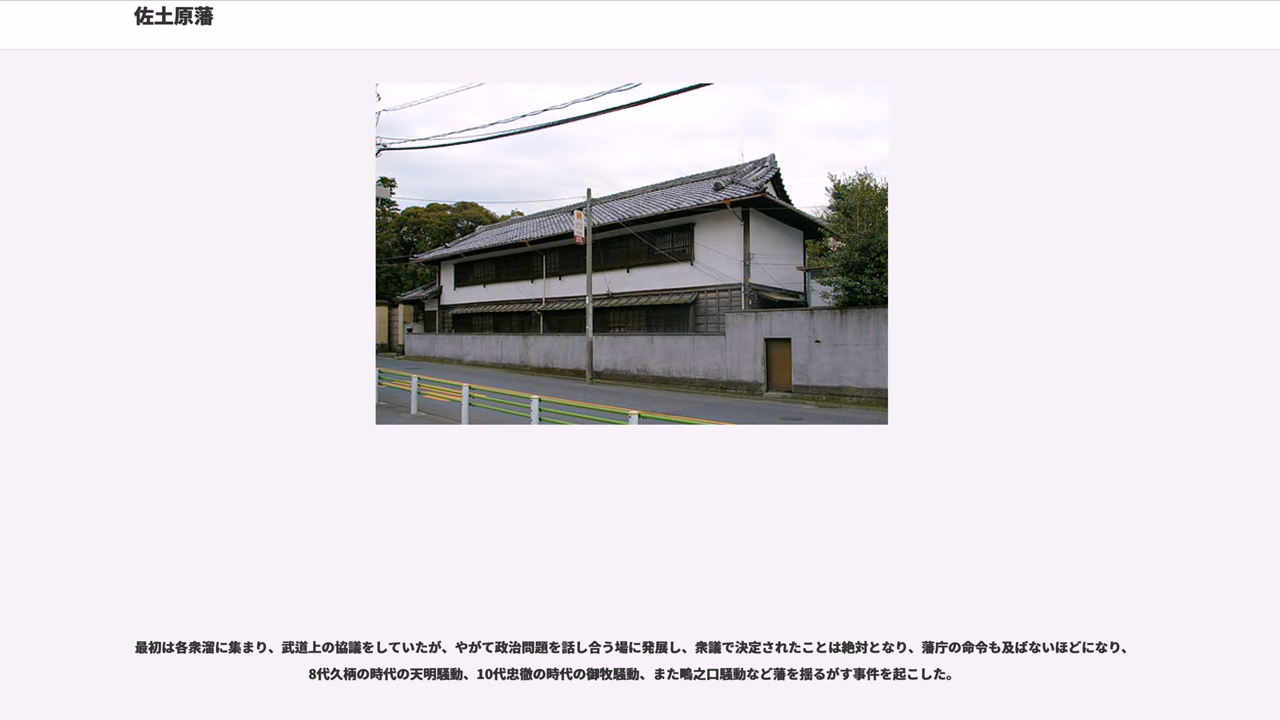 佐土原藩
最初は各衆溜に集まり、武道上の協議をしていたが、やがて政治問題を話し合う場に発展し、衆議で決定されたことは絶対となり、藩庁の命令も及ばないほどになり、
8代久柄の時代の天明騒動、10代忠徹の時代の御牧騒動、また鴫之口騒動など藩を揺るがす事件を起こした。